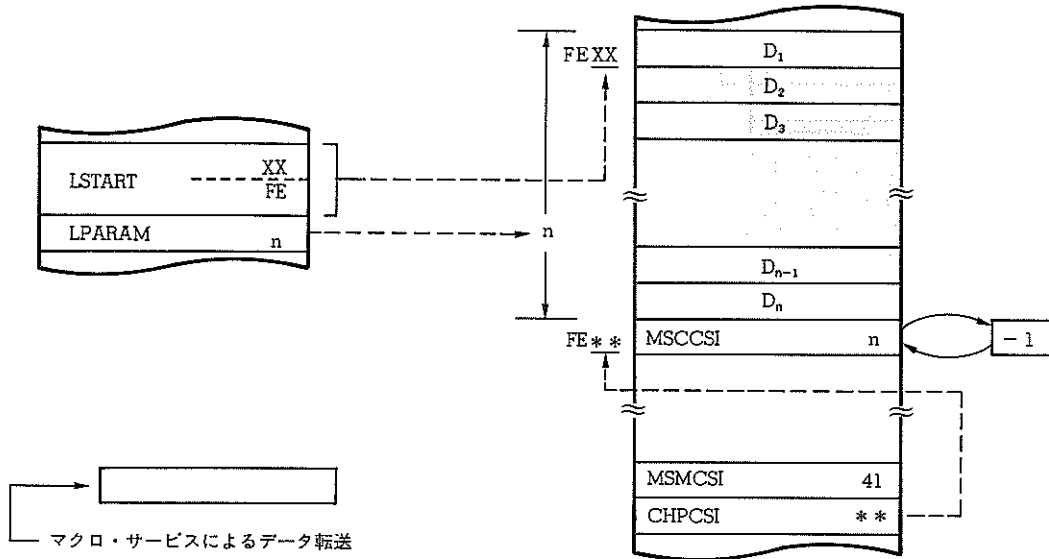 LSTART XX
FE
LPARAM n
n
FEXX
D₁
D₂
D₃
Dₙ₋₁
Dₙ
FE＊＊
MSCCSI n
－1
MSMCSI 41
CHPCSI ＊＊
マクロ・サービスによるデータ転送